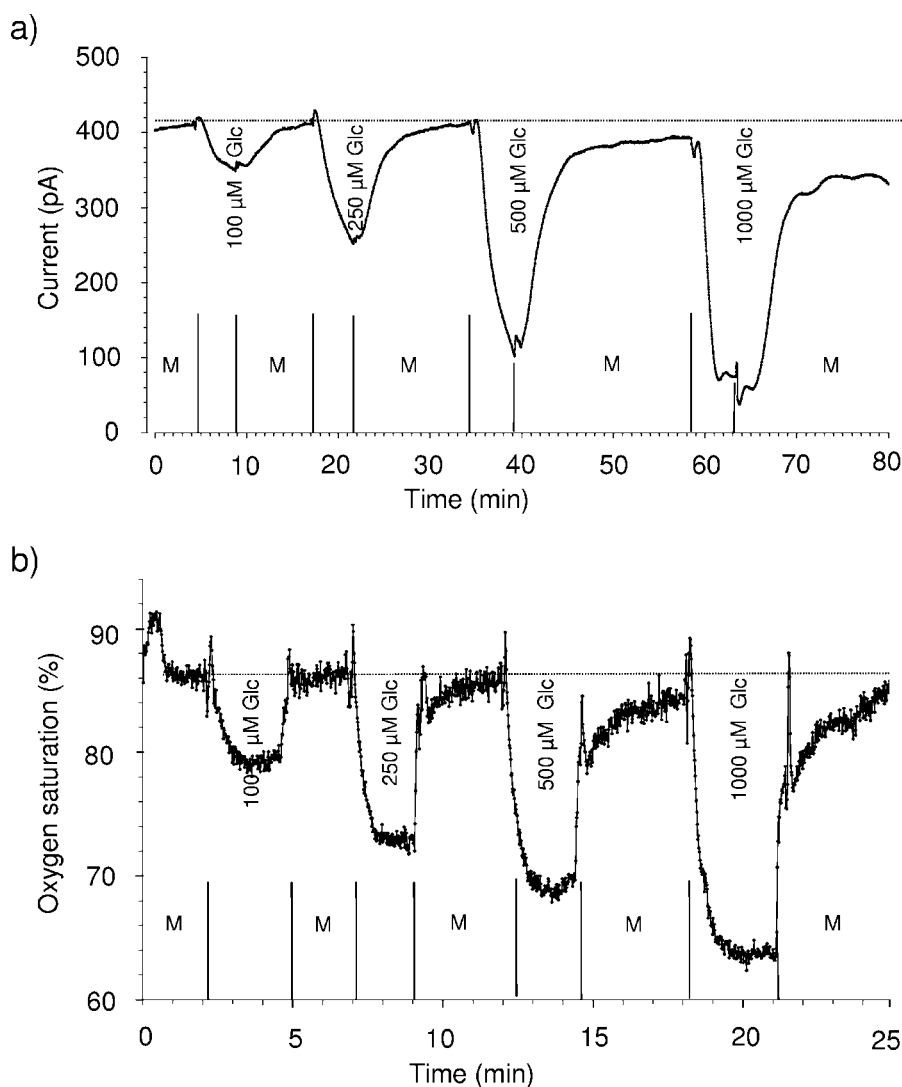 a)
500
400
300
200
100
0
Current (pA)
100 µM Glc
250 µM Glc
500 µM Glc
1000 µM Glc
M
M
M
M
M
0
10
20
30
40
50
60
70
80
Time (min)
b)
90
80
70
60
Oxygen saturation (%)
100 µM Glc
250 µM Glc
500 µM Glc
1000 µM Glc
M
M
M
M
M
0
5
10
15
20
25
Time (min)